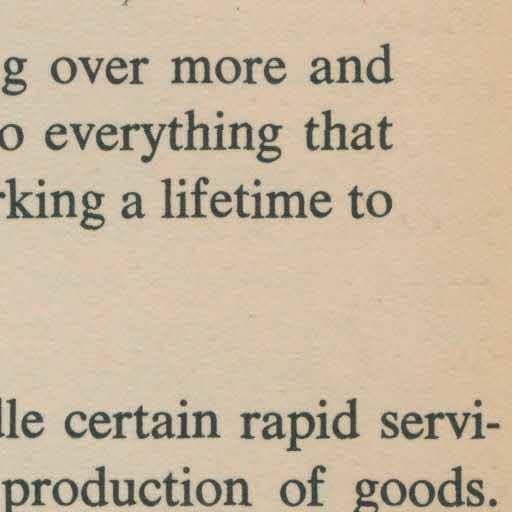 g over more and
o everything that
rking a lifetime to
lle certain rapid servi-
production of goods.